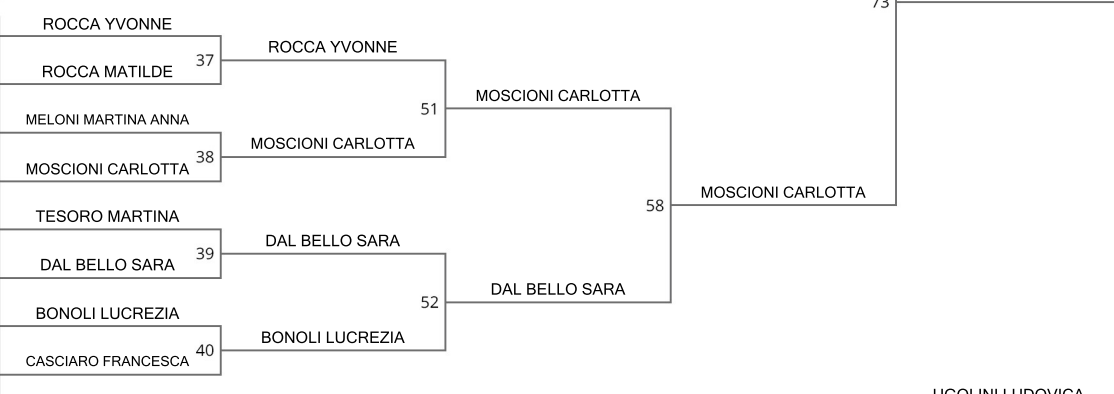 73
ROCCA YVONNE
ROCCA YVONNE
37
ROCCA MATILDE
MOSCIONI CARLOTTA
51
MELONI MARTINA ANNA
MOSCIONI CARLOTTA
38
MOSCIONI CARLOTTA
MOSCIONI CARLOTTA
58
TESORO MARTINA
DAL BELLO SARA
39
DAL BELLO SARA
DAL BELLO SARA
52
BONOLI LUCREZIA
BONOLI LUCREZIA
40
CASCIARO FRANCESCA
UGOLINI LUDOVICA